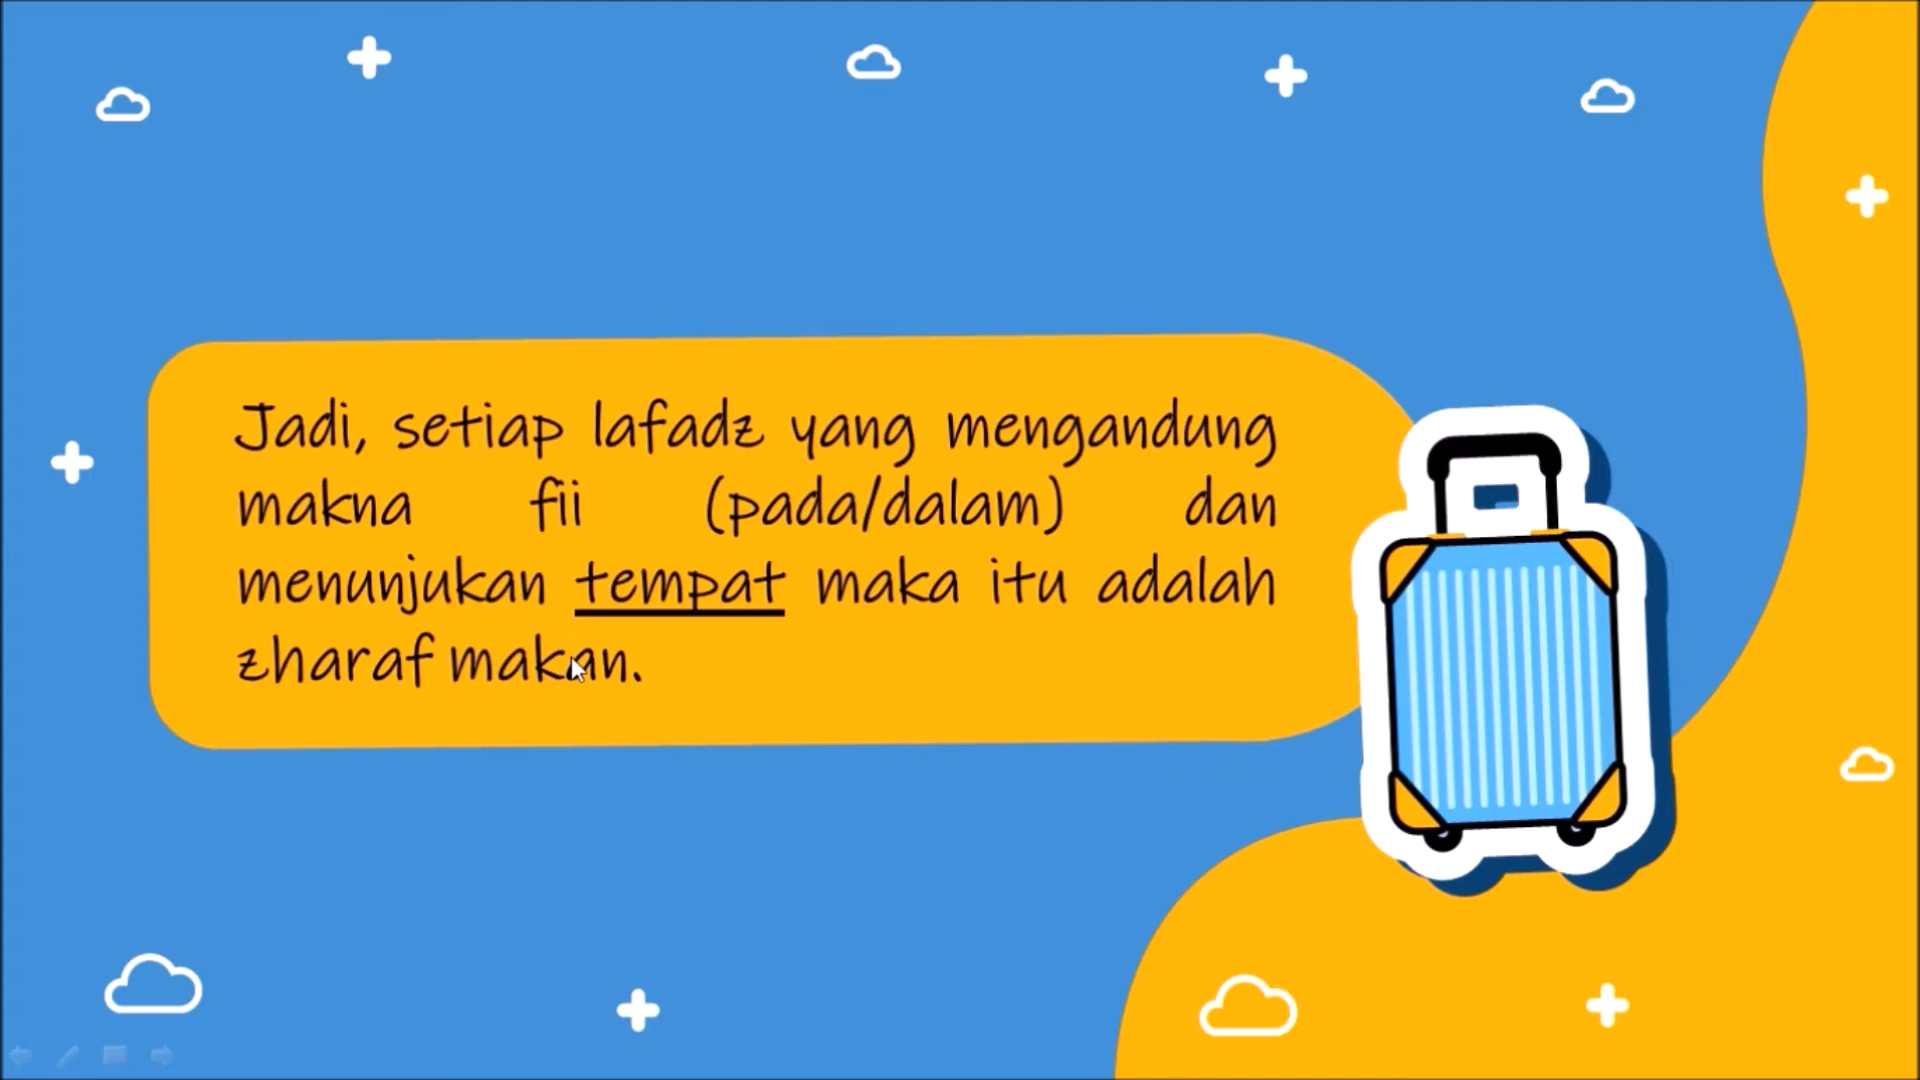 Jadi, setiap lafadz yang mengandung
makna fii (pada/dalam) dan
menunjukan tempat maka itu adalah
zharaf makan.